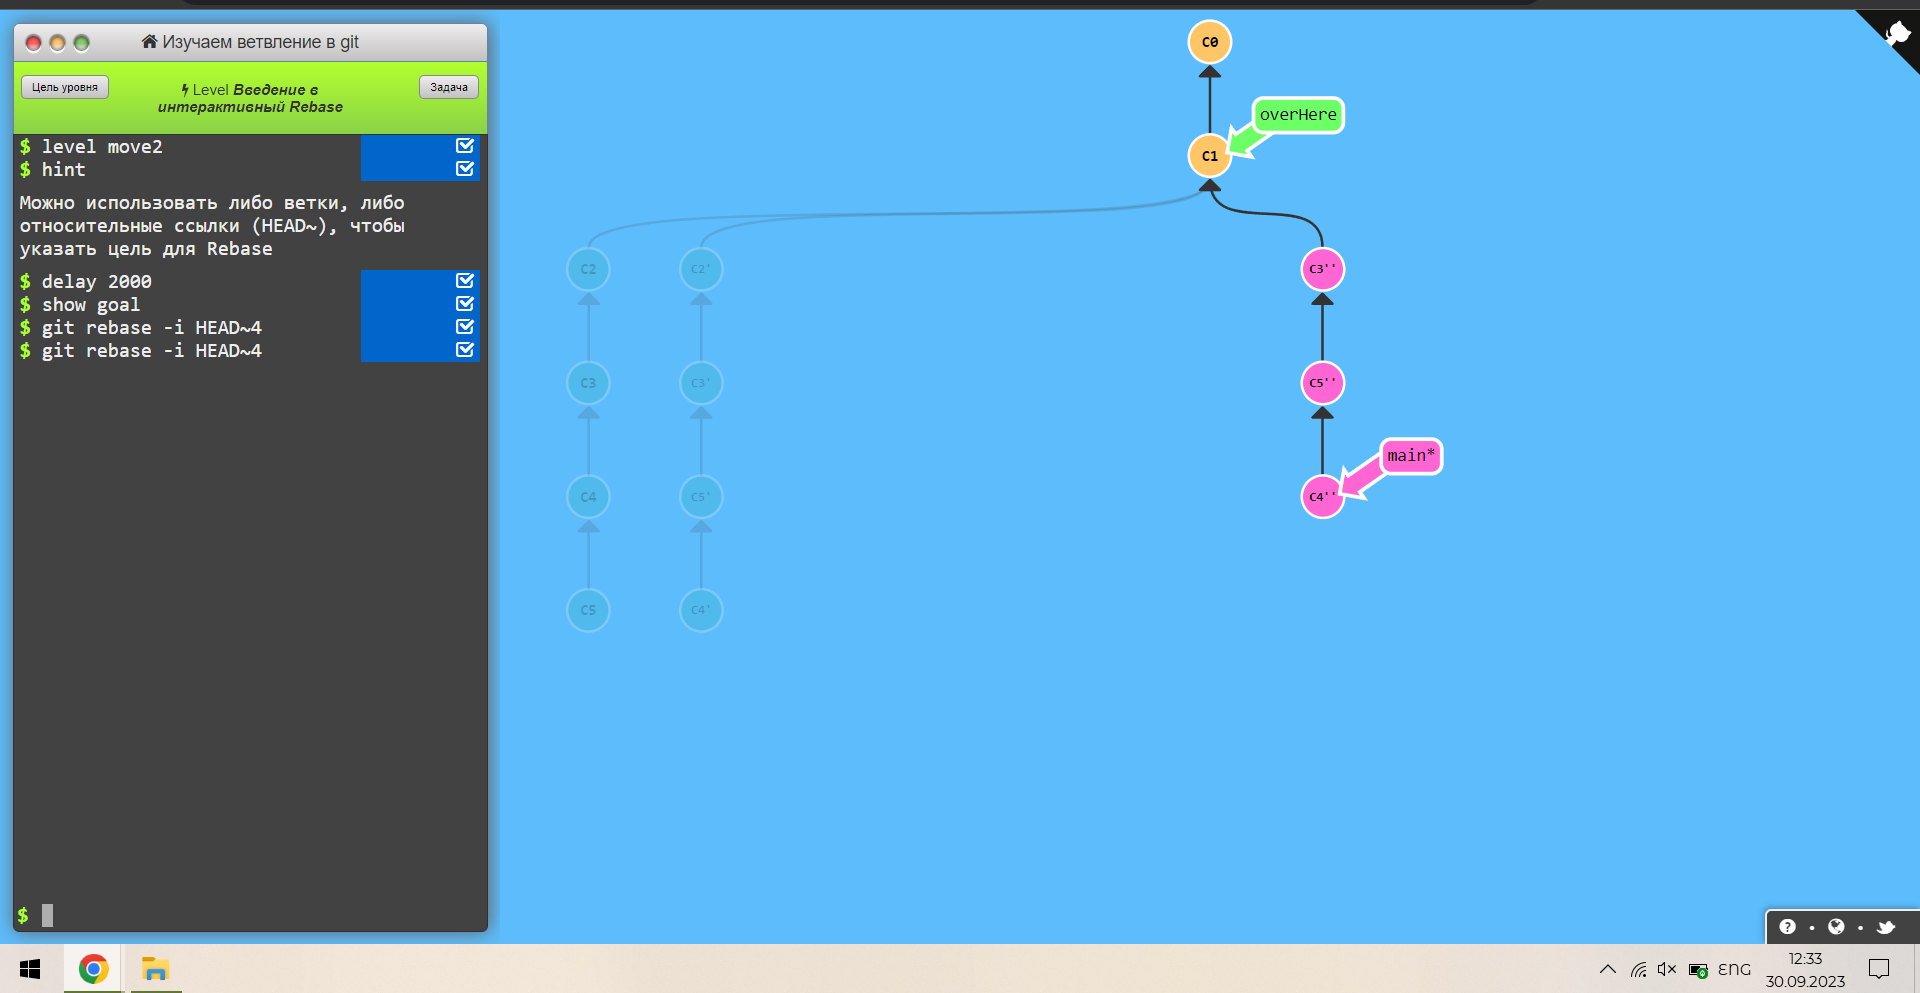 Изучаем ветвление в git
Цель уровня
Level Введение в
интерактивный Rebase
Задача
$ level move2
$ hint
Можно использовать либо ветки, либо
относительные ссылки (HEAD~), чтобы
указать цель для Rebase
$ delay 2000
$ show goal
$ git rebase -i HEAD~4
$ git rebase -i HEAD~4
$
C0
overHere
C1
C2
C2'
C3''
C3
C3'
C5''
main*
C4
C5'
C4''
C5
C4'
ENG
12:33
30.09.2023